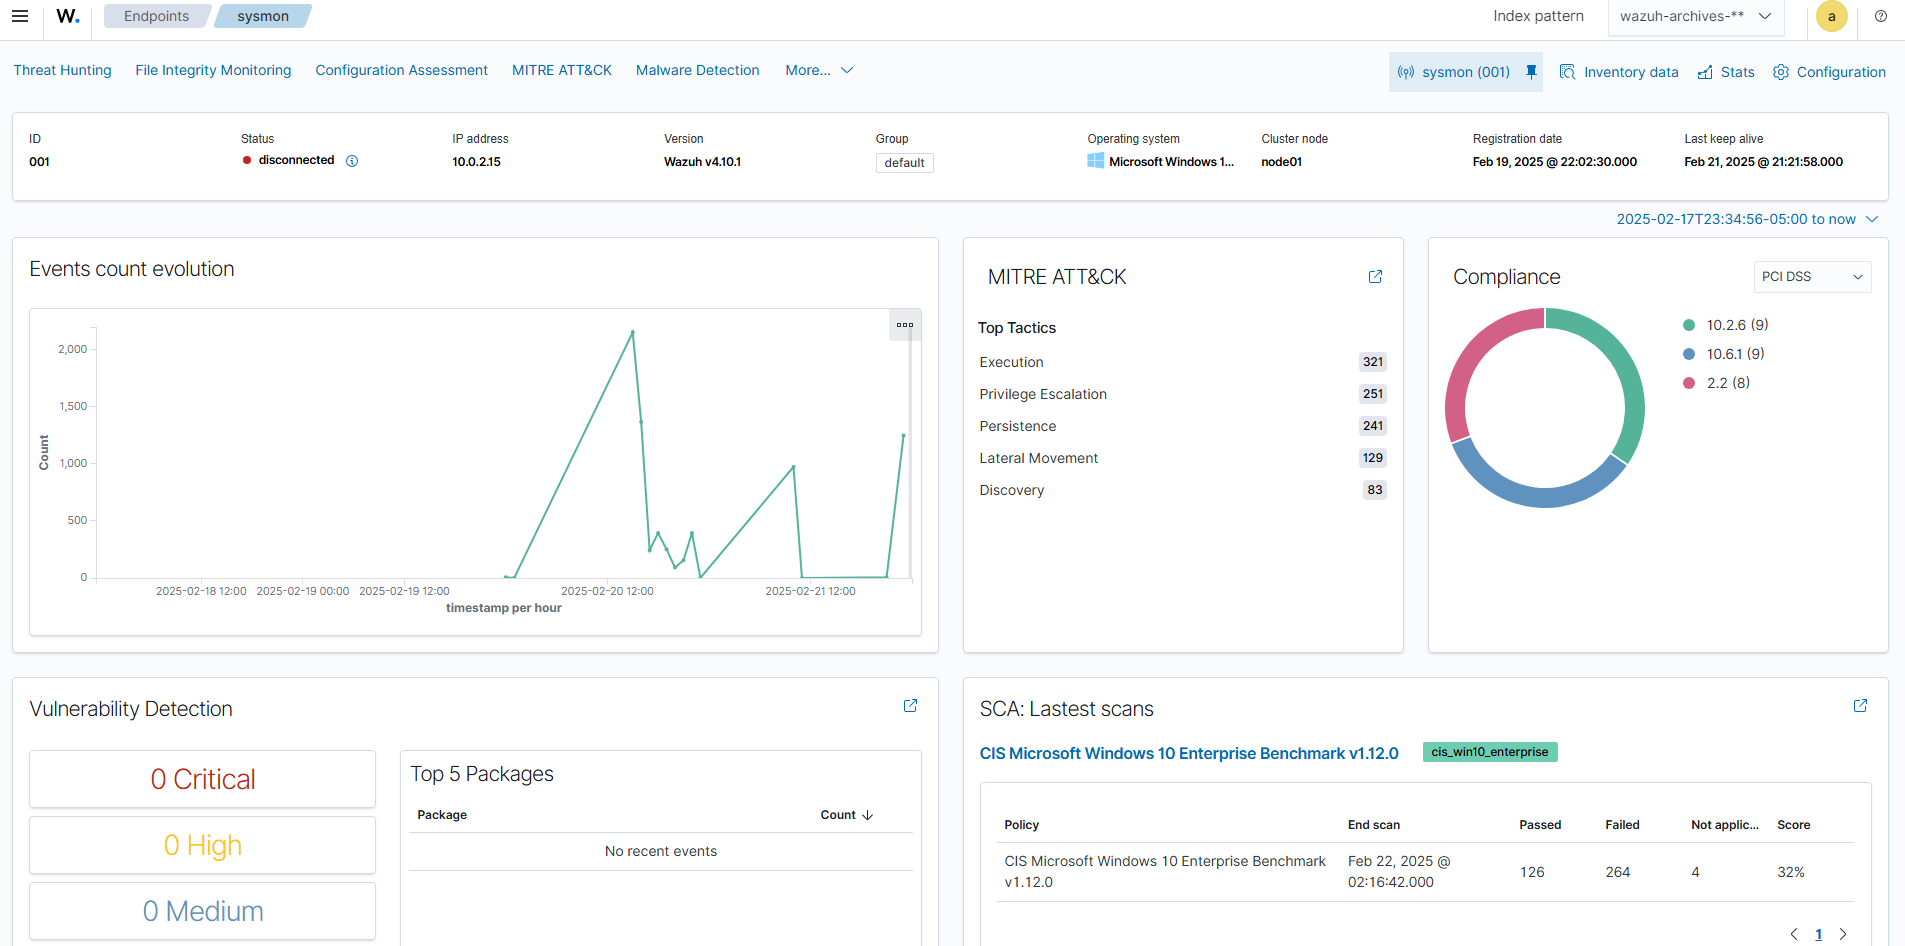 W.
Endpoints
sysmon
Index pattern
wazuh-archives-**
a
Threat Hunting
File Integrity Monitoring
Configuration Assessment
MITRE ATT&CK
Malware Detection
More...
sysmon (001)
Inventory data
Stats
Configuration
ID
001
Status
disconnected
IP address
10.0.2.15
Version
Wazuh v4.10.1
Group
default
Operating system
Microsoft Windows 1...
Cluster node
node01
Registration date
Feb 19, 2025 @ 22:02:30.000
Last keep alive
Feb 21, 2025 @ 21:21:58.000
2025-02-17T23:34:56-05:00 to now
Events count evolution
2,000
1,500
1,000
500
0
Count
2025-02-18 12:00
2025-02-19 00:00
2025-02-19 12:00
2025-02-20 12:00
2025-02-21 12:00
timestamp per hour
MITRE ATT&CK
Top Tactics
Execution 321
Privilege Escalation 251
Persistence 241
Lateral Movement 129
Discovery 83
Compliance
PCI DSS
10.2.6 (9)
10.6.1 (9)
2.2 (8)
Vulnerability Detection
0 Critical
0 High
0 Medium
Top 5 Packages
Package Count
No recent events
SCA: Lastest scans
CIS Microsoft Windows 10 Enterprise Benchmark v1.12.0
cis_win10_enterprise
Policy End scan Passed Failed Not applic... Score
CIS Microsoft Windows 10 Enterprise Benchmark
v1.12.0
Feb 22, 2025 @
02:16:42.000
126 264 4 32%
1